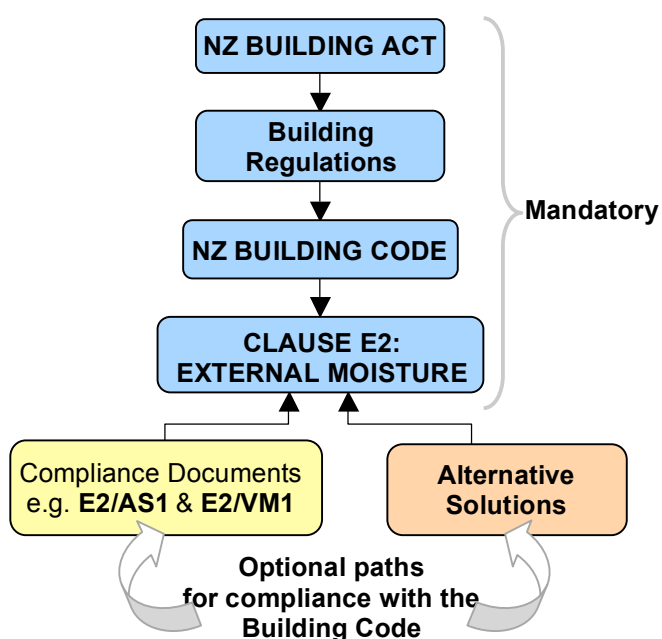 NZ BUILDING ACT
Building
Regulations
Mandatory
NZ BUILDING CODE
CLAUSE E2:
EXTERNAL MOISTURE
Compliance Documents
e.g. E2/AS1 & E2/VM1
Alternative
Solutions
Optional paths
for compliance with the
Building Code